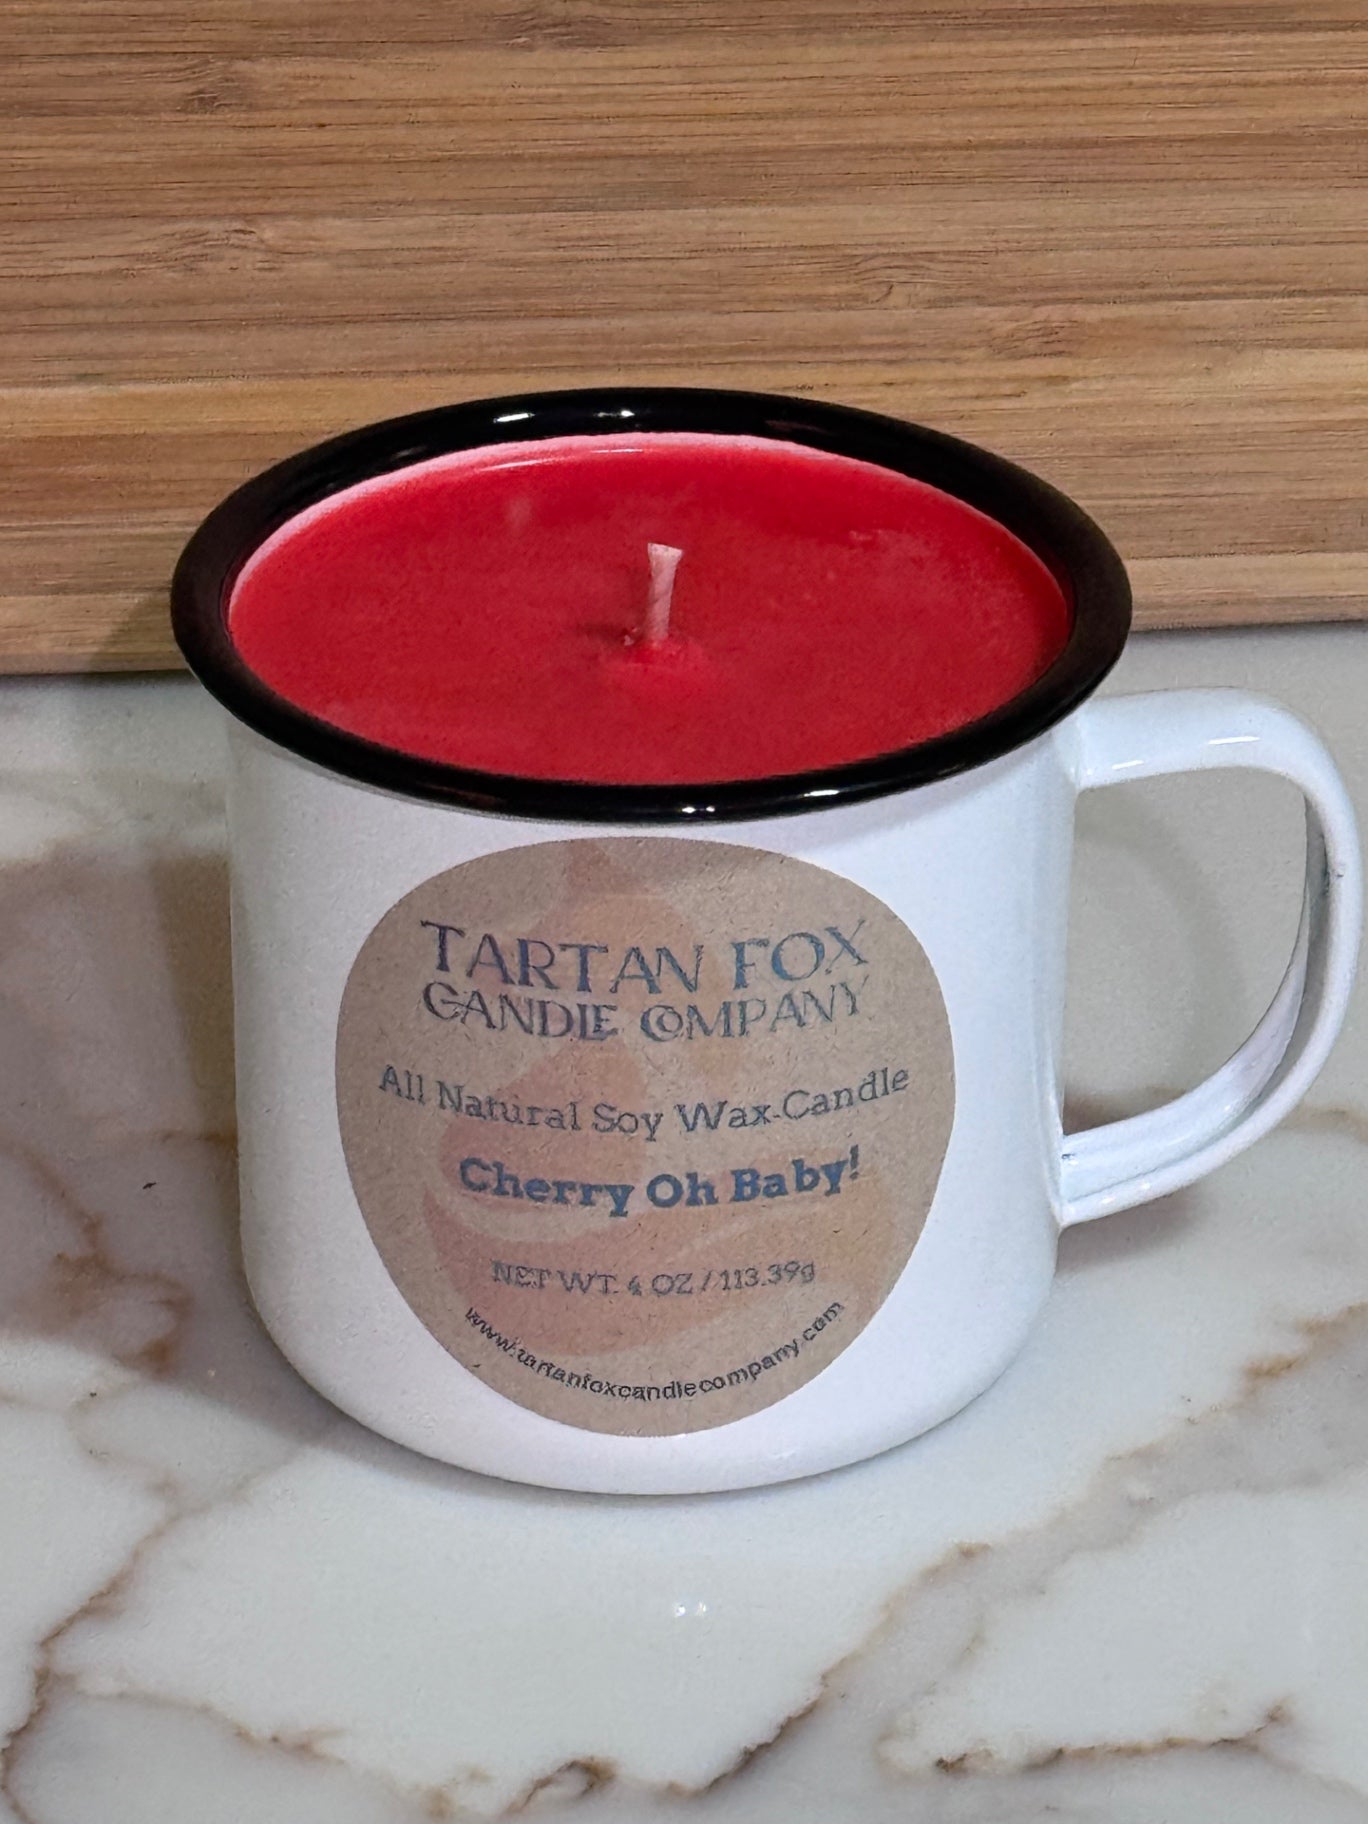 TARTAN FOX
CANDLE COMPANY
All Natural Soy Wax Candle
Cherry Oh Baby!
NET WT. 4 OZ / 113.39g
www.tartanfoxcandlecompany.com